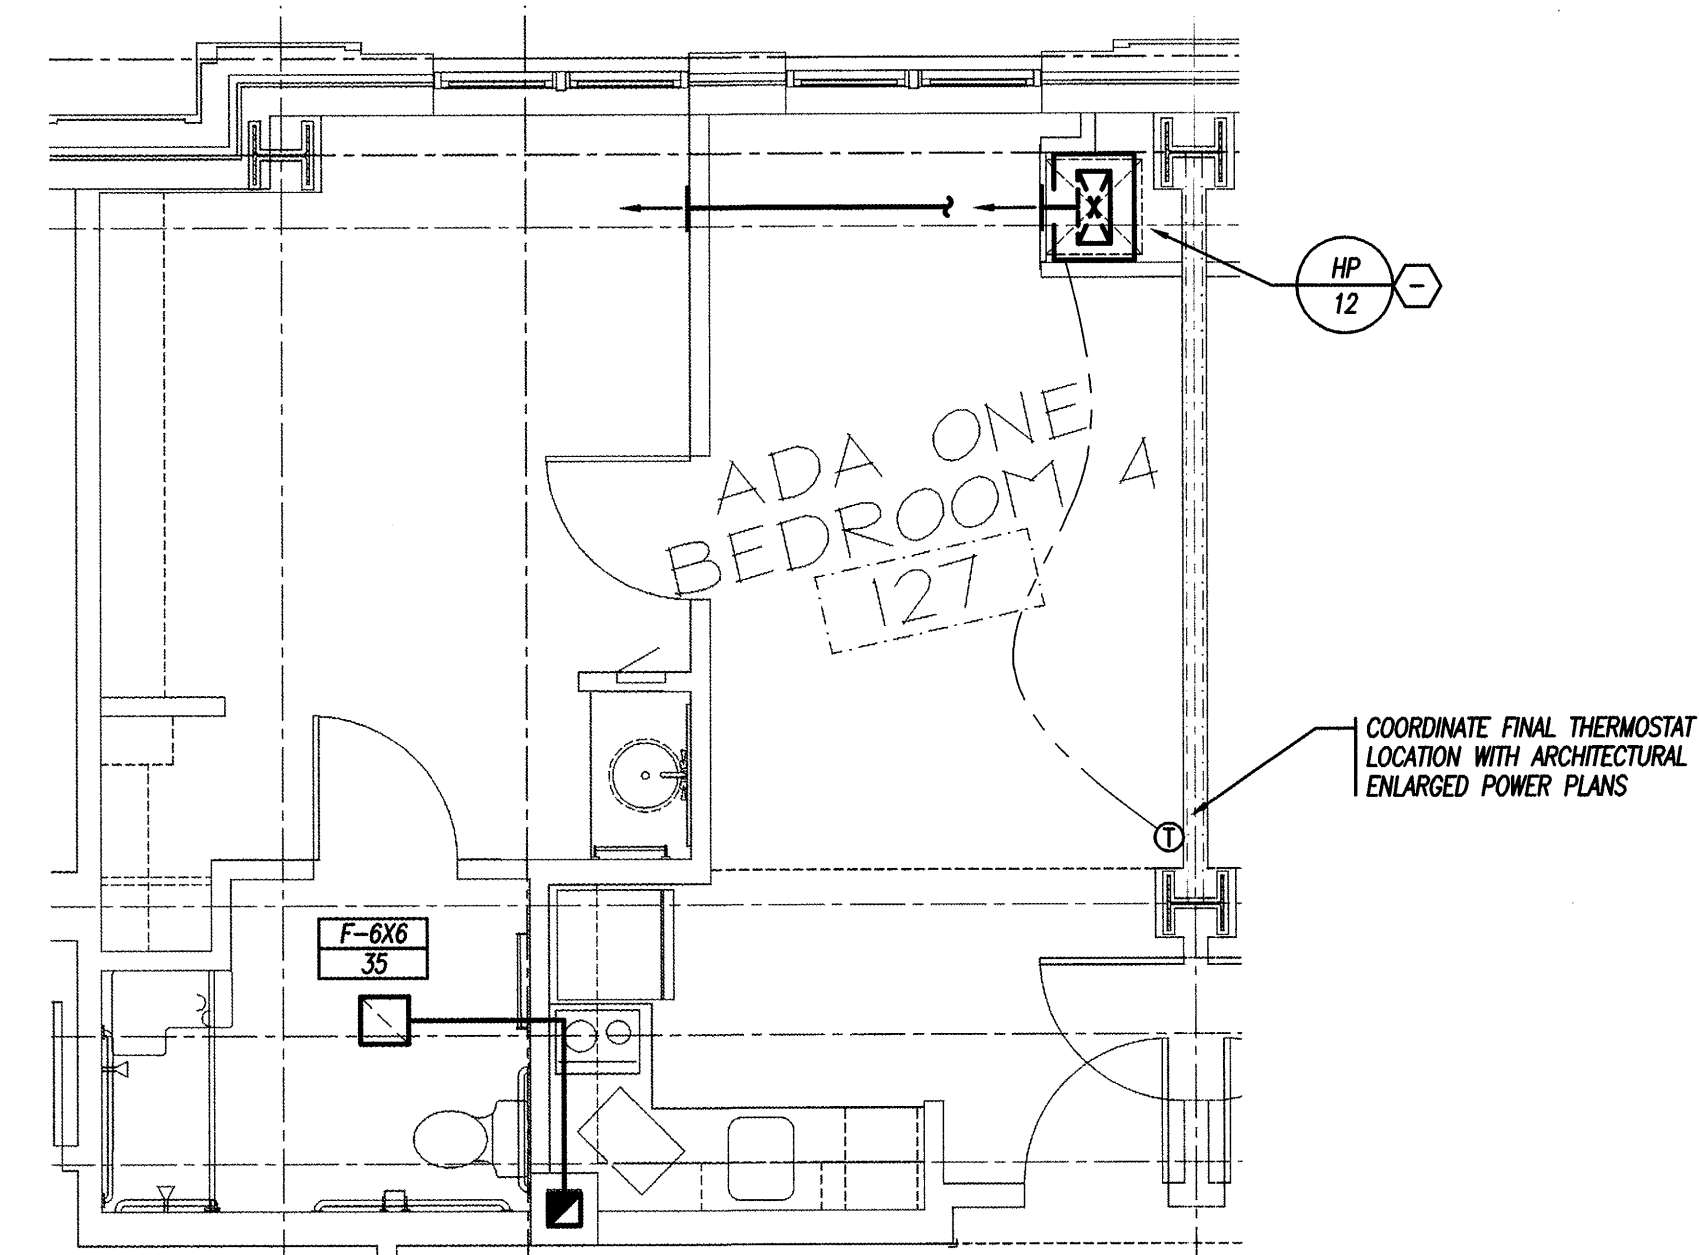 HP
12
-
ADA ONE
BEDROOM 4
127
COORDINATE FINAL THERMOSTAT
LOCATION WITH ARCHITECTURAL
ENLARGED POWER PLANS
T
F-6X6
35